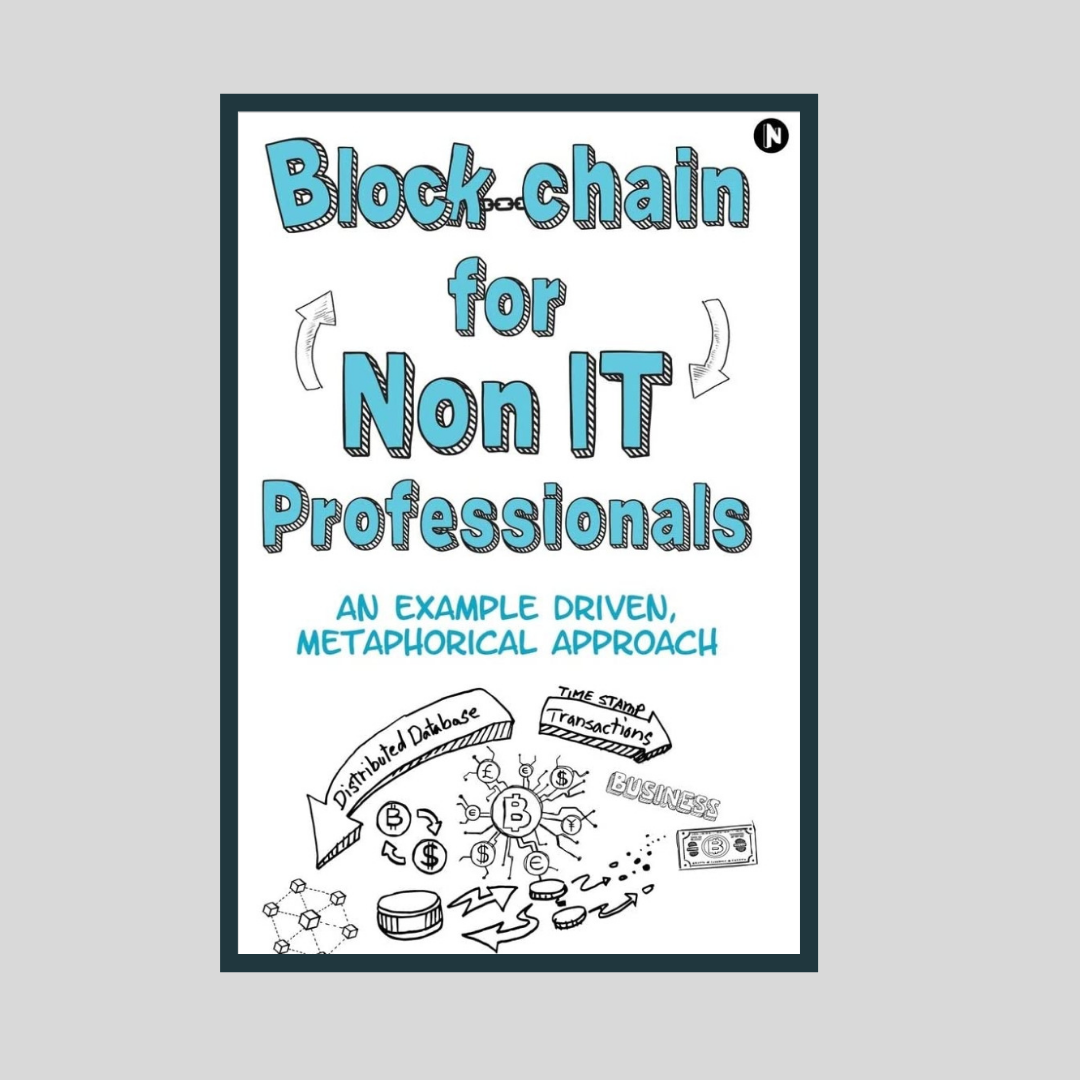 N
Block chain
for
Non IT
Professionals
AN EXAMPLE DRIVEN,
METAPHORICAL APPROACH
Distributed Database
TIME STAMP
Transactions
BUSINESS